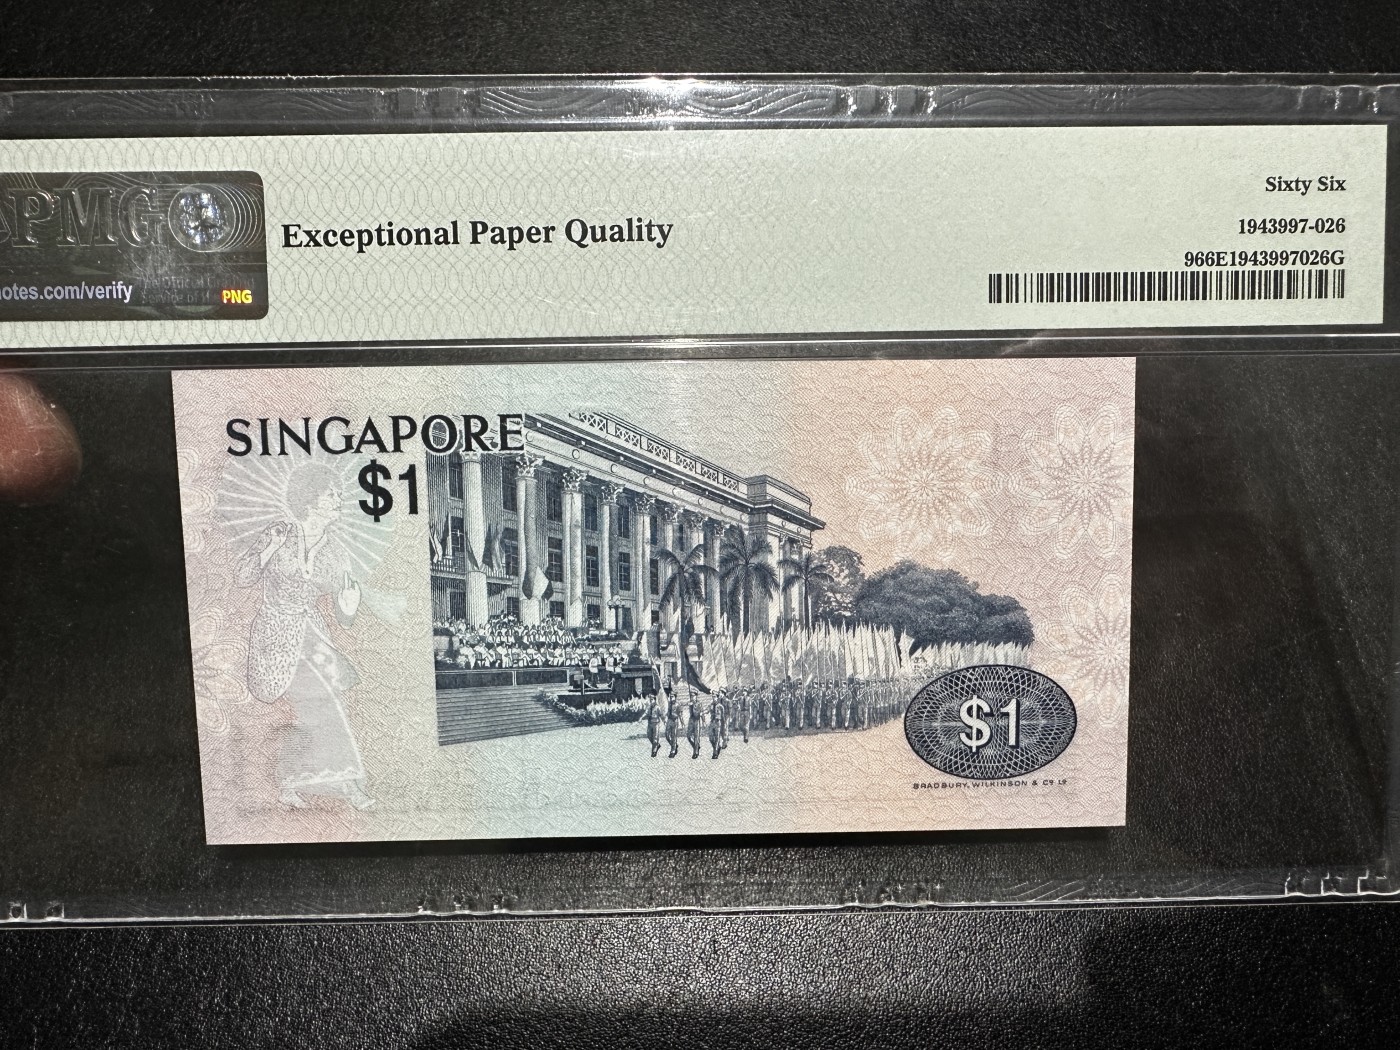 Sixty Six
PMG
Exceptional Paper Quality
1943997-026
966E1943997026G
otes.com/verify
PNG
SINGAPORE
$1
$1
BRADBURY, WILKINSON & Cº Lᴰ